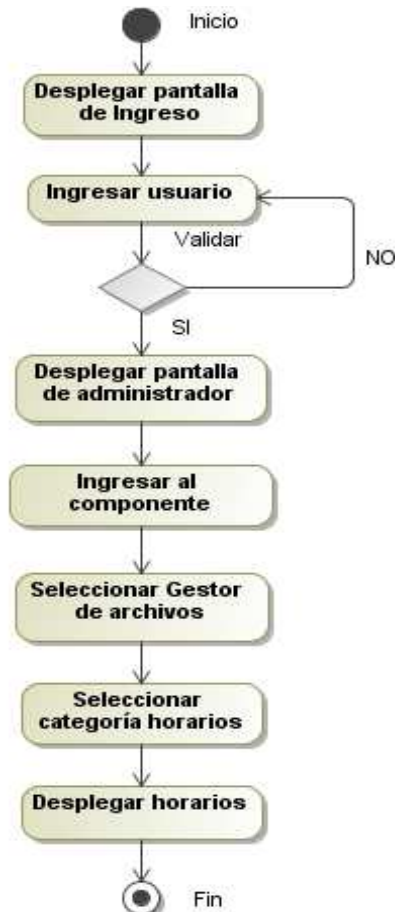 Inicio
Desplegar pantalla
de Ingreso
Ingresar usuario
Validar
NO
SI
Desplegar pantalla
de administrador
Ingresar al
componente
Seleccionar Gestor
de archivos
Seleccionar
categoría horarios
Desplegar horarios
Fin